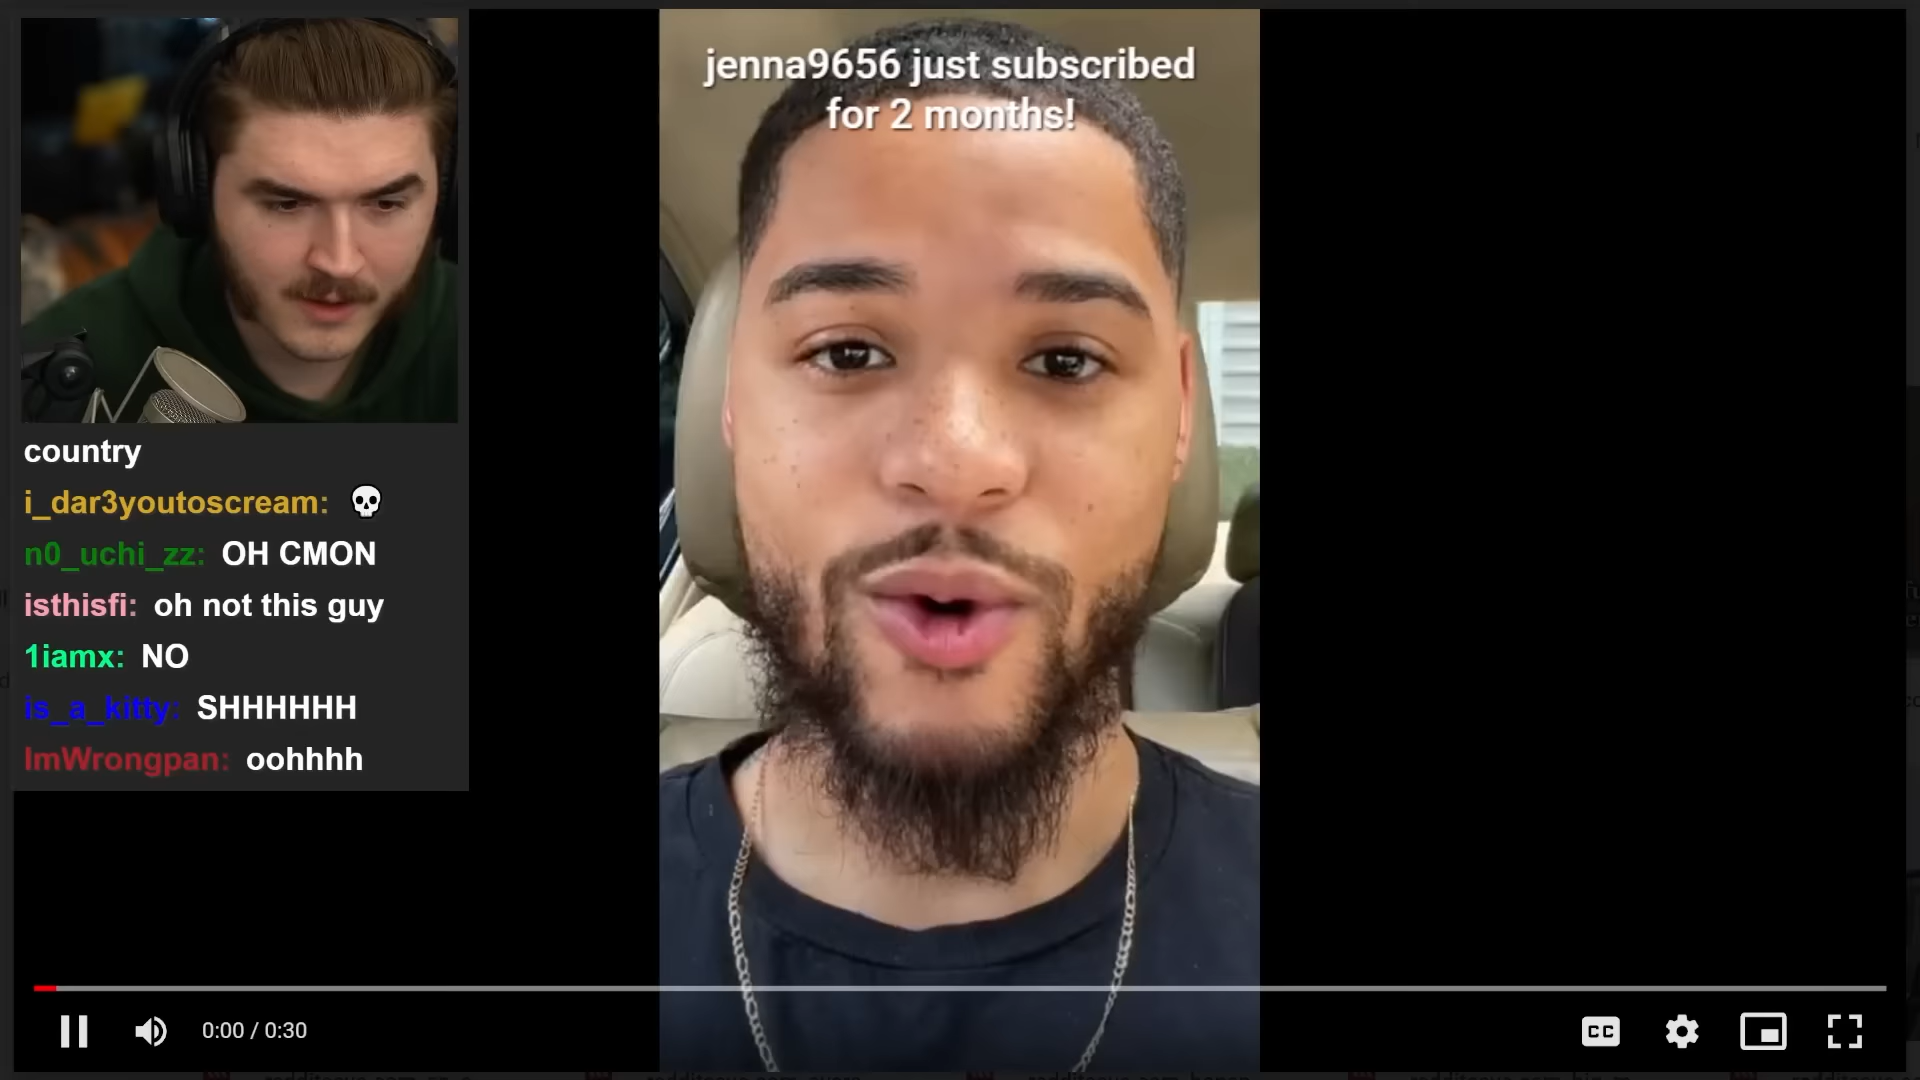 jenna9656 just subscribed
for 2 months!
country
i_dar3youtoscream:
n0_uchi_zz: OH CMON
isthisfi: oh not this guy
1iamx: NO
is_a_kitty: SHHHHHH
ImWrongpan: oohhhh
0:00 / 0:30
CC